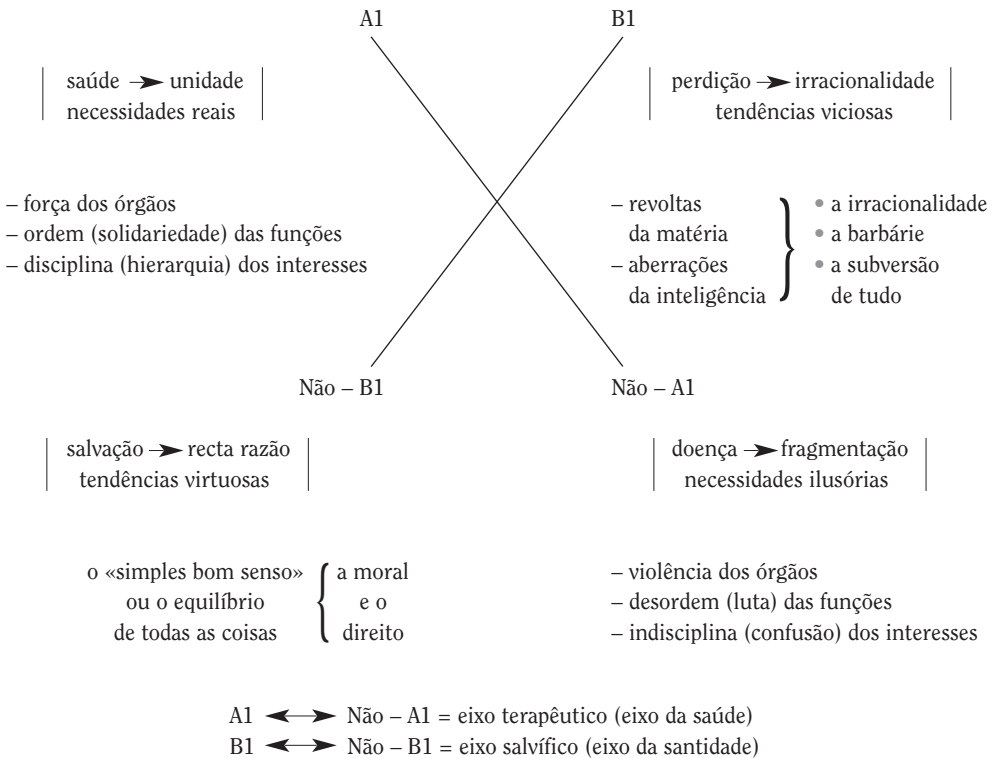 A1
B1
saúde → unidade
necessidades reais
perdição → irracionalidade
tendências viciosas
– força dos órgãos
– ordem (solidariedade) das funções
– disciplina (hierarquia) dos interesses
– revoltas
da matéria
– aberrações
da inteligência
• a irracionalidade
• a barbárie
• a subversão
de tudo
Não – B1
Não – A1
salvação → recta razão
tendências virtuosas
doença → fragmentação
necessidades ilusórias
o «simples bom senso»
ou o equilíbrio
de todas as coisas
a moral
e o
direito
– violência dos órgãos
– desordem (luta) das funções
– indisciplina (confusão) dos interesses
A1 ↔ Não – A1 = eixo terapêutico (eixo da saúde)
B1 ↔ Não – B1 = eixo salvífico (eixo da santidade)